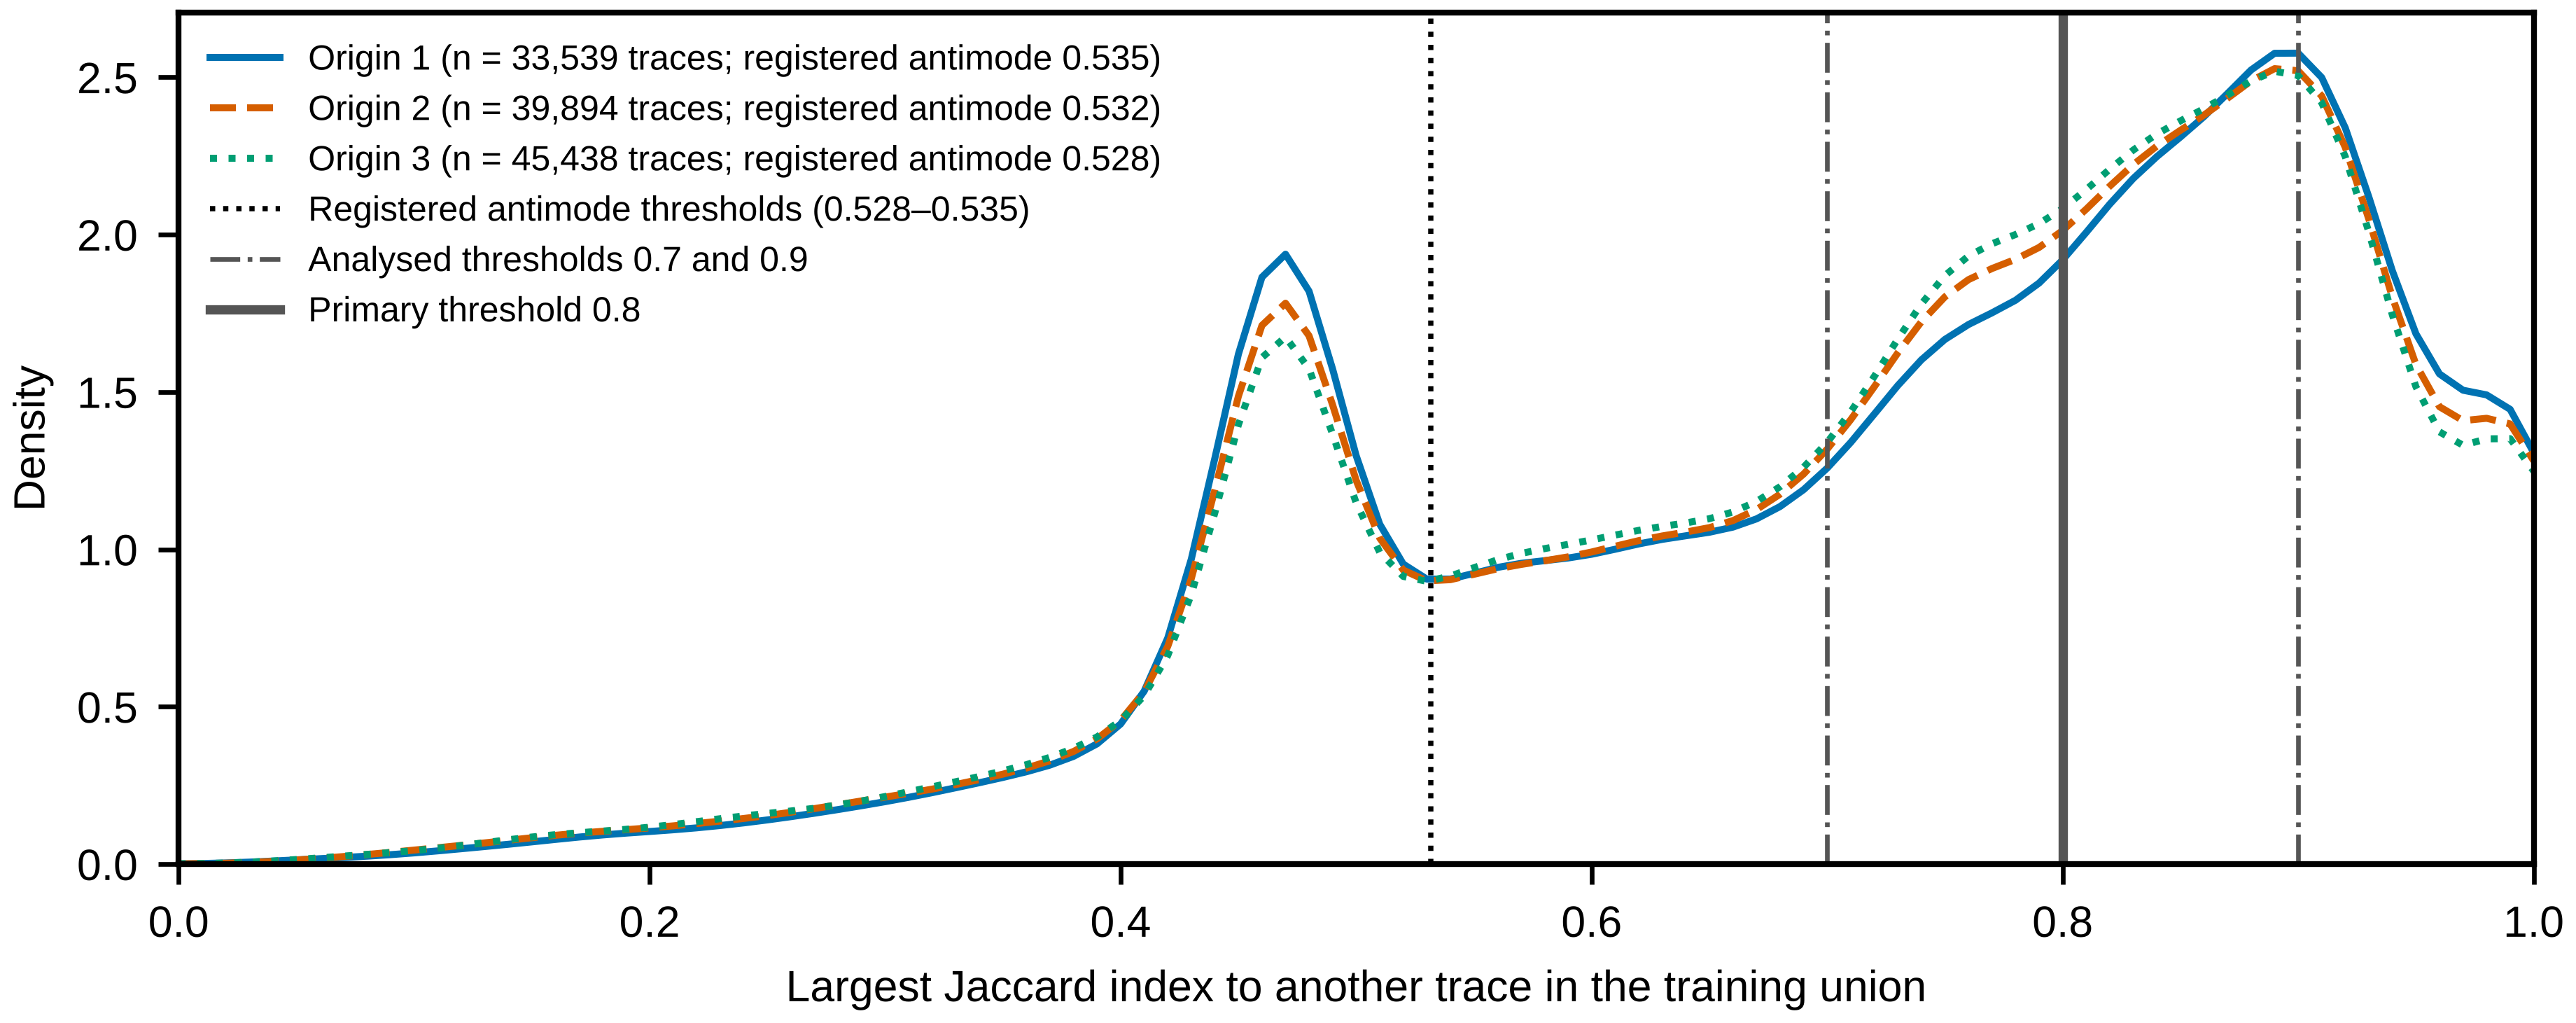 Origin 1 (n = 33,539 traces; registered antimode 0.535)
Origin 2 (n = 39,894 traces; registered antimode 0.532)
Origin 3 (n = 45,438 traces; registered antimode 0.528)
Registered antimode thresholds (0.528–0.535)
Analysed thresholds 0.7 and 0.9
Primary threshold 0.8
Density
2.5
2.0
1.5
1.0
0.5
0.0
0.0 0.2 0.4 0.6 0.8 1.0
Largest Jaccard index to another trace in the training union